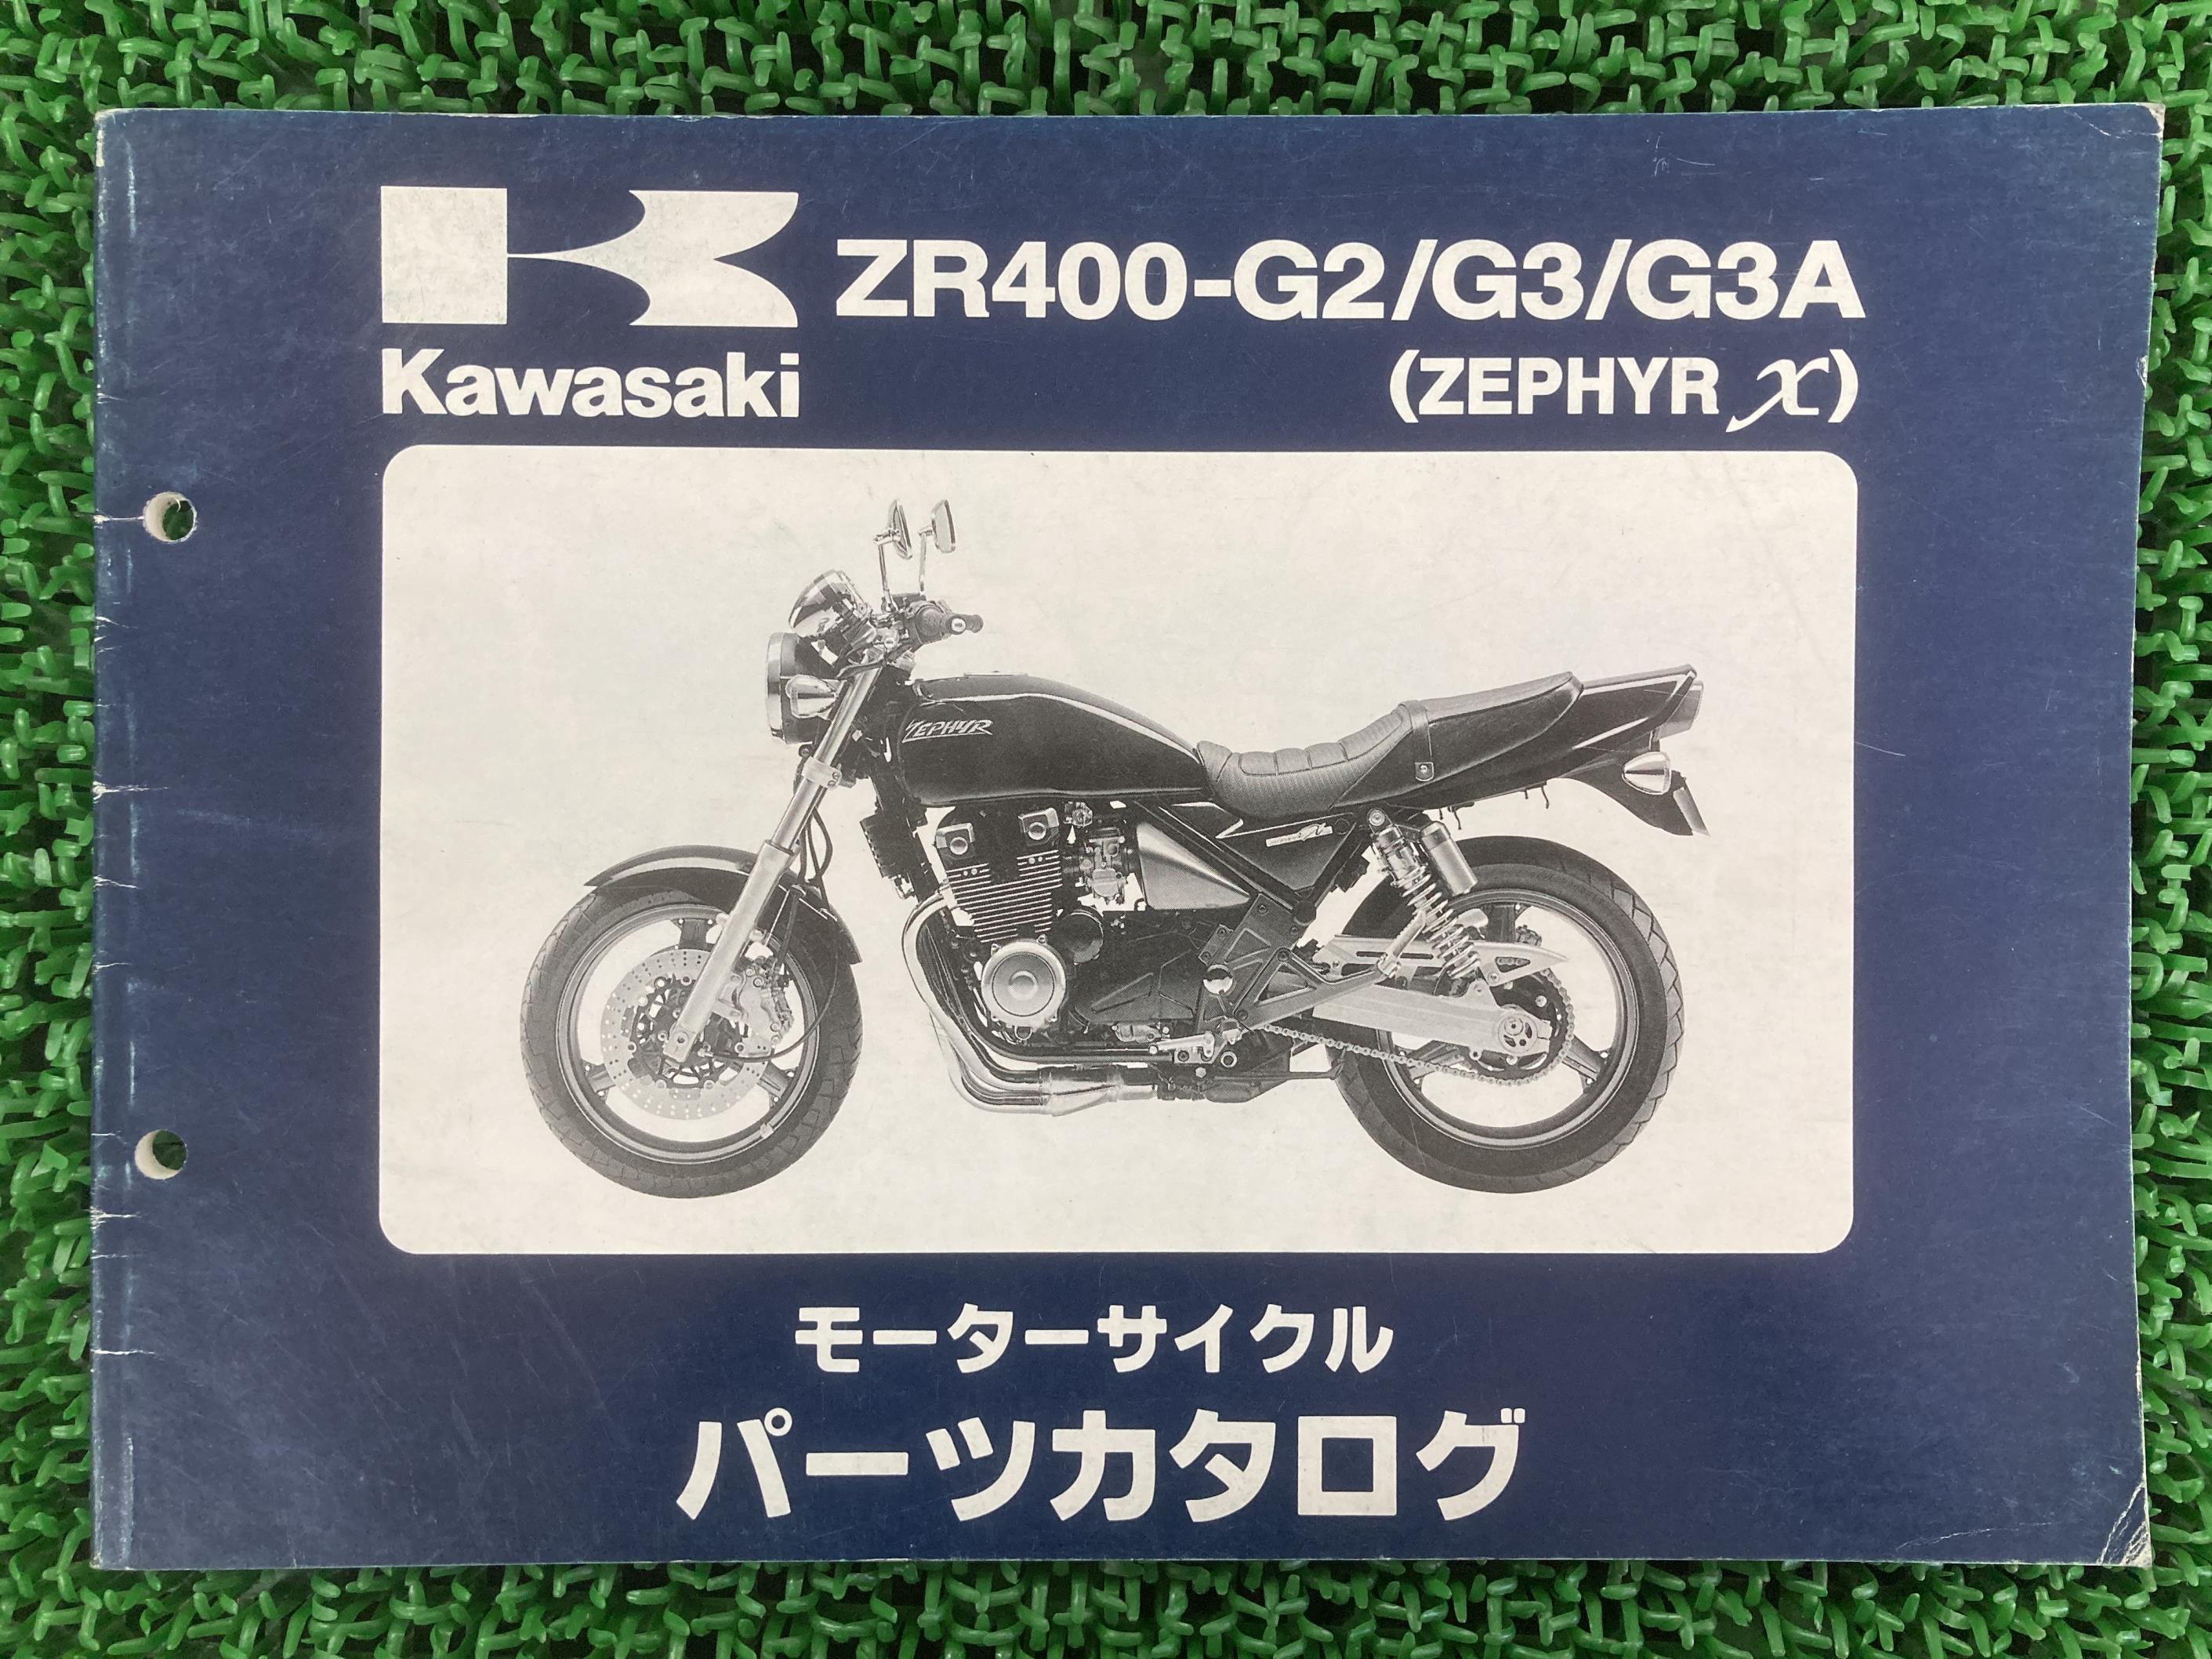 ZR400-G2/G3/G3A
Kawasaki
(ZEPHYR χ)
ZEPHYR
モーターサイクル
パーツカタログ